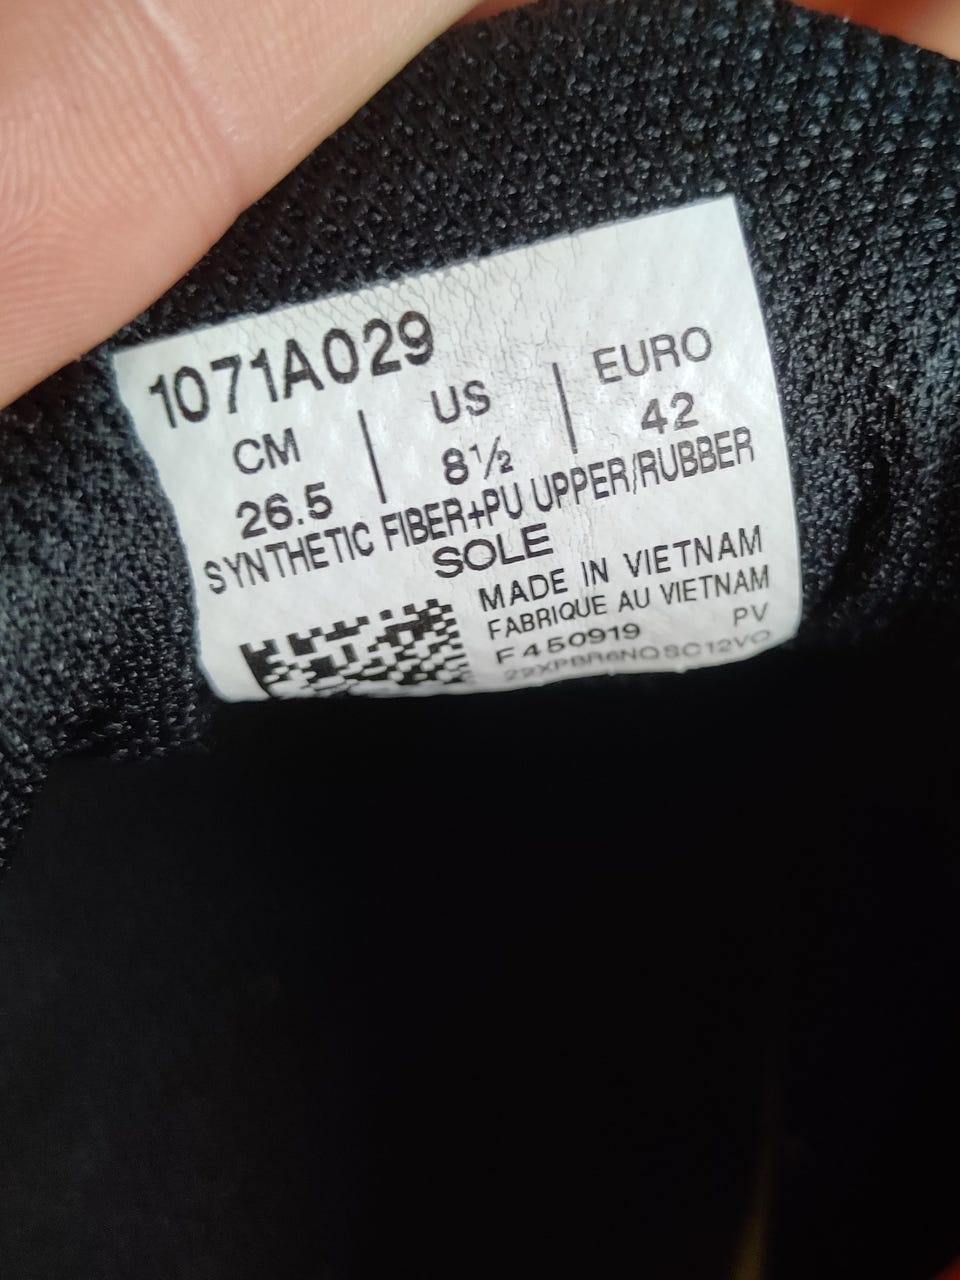 1071A029
CM | US | EURO
26.5 | 8½ | 42
SYNTHETIC FIBER+PU UPPER/RUBBER
SOLE
MADE IN VIETNAM
FABRIQUE AU VIETNAM
F450919 PV